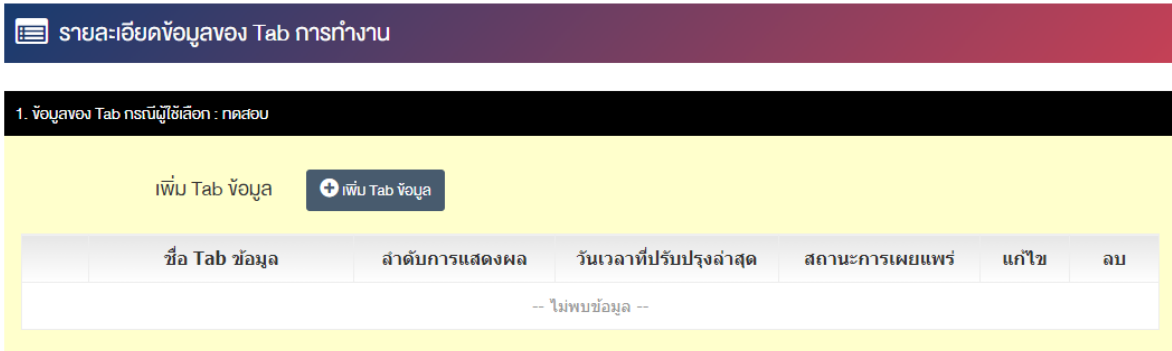 รายละเอียดข้อมูลของ Tab การทำงาน
1. ข้อมูลของ Tab กรณีผู้ใช้เลือก : ทดสอบ
เพิ่ม Tab ข้อมูล เพิ่ม Tab ข้อมูล
ชื่อ Tab ข้อมูล ลำดับการแสดงผล วันเวลาที่ปรับปรุงล่าสุด สถานะการเผยแพร่ แก้ไข ลบ
-- ไม่พบข้อมูล --